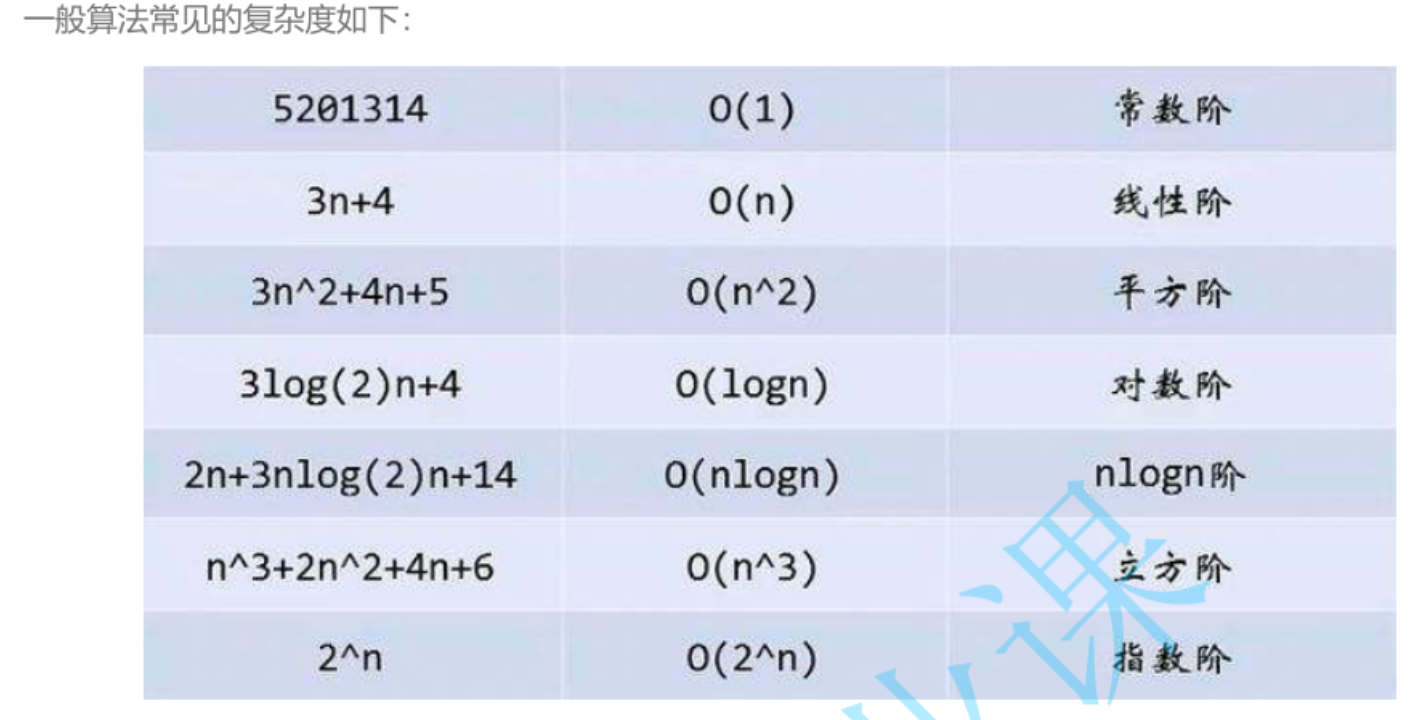 一般算法常见的复杂度如下：
5201314 O(1) 常数阶
3n+4 O(n) 线性阶
3n^2+4n+5 O(n^2) 平方阶
3log(2)n+4 O(logn) 对数阶
2n+3nlog(2)n+14 O(nlogn) nlogn阶
n^3+2n^2+4n+6 O(n^3) 立方阶
2^n O(2^n) 指数阶
业课